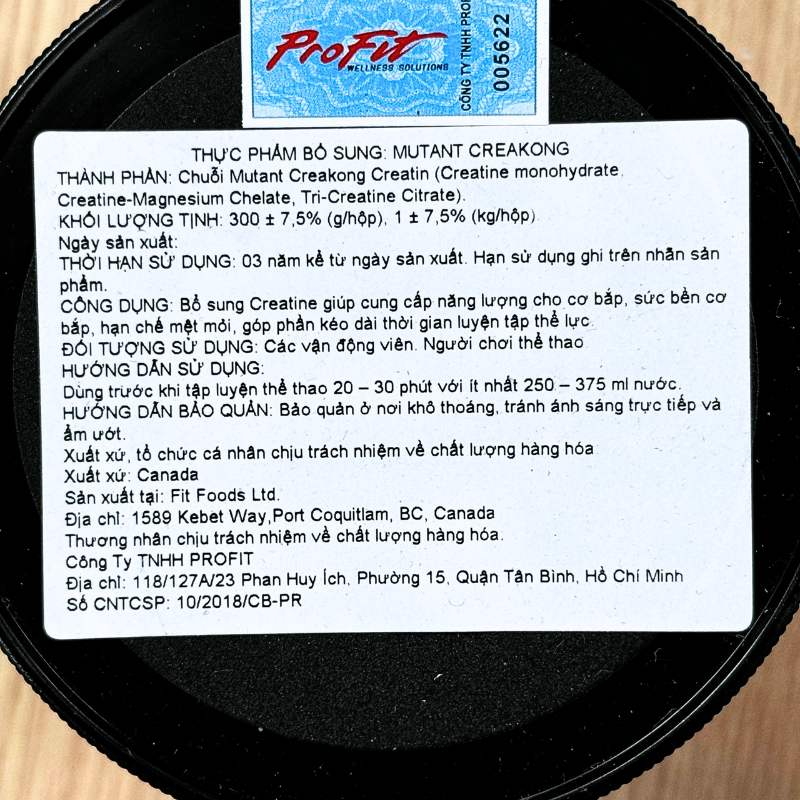 PROFIT
WELLNESS SOLUTIONS
CÔNG TY TNHH
005622
THỰC PHẨM BỔ SUNG: MUTANT CREAKONG
THÀNH PHẦN: Chuỗi Mutant Creakong Creatin (Creatine monohydrate,
Creatine-Magnesium Chelate, Tri-Creatine Citrate).
KHỐI LƯỢNG TỊNH: 300 ± 7,5% (g/hộp), 1 ± 7,5% (kg/hộp)
Ngày sản xuất:
THỜI HẠN SỬ DỤNG: 03 năm kể từ ngày sản xuất. Hạn sử dụng ghi trên nhãn sản
phẩm.
CÔNG DỤNG: Bổ sung Creatine giúp cung cấp năng lượng cho cơ bắp, sức bền cơ
bắp, hạn chế mệt mỏi, góp phần kéo dài thời gian luyện tập thể lực.
ĐỐI TƯỢNG SỬ DỤNG: Các vận động viên. Người chơi thể thao
HƯỚNG DẪN SỬ DỤNG:
Dùng trước khi tập luyện thể thao 20 – 30 phút với ít nhất 250 – 375 ml nước.
HƯỚNG DẪN BẢO QUẢN: Bảo quản ở nơi khô thoáng, tránh ánh sáng trực tiếp và
ẩm ướt.
Xuất xứ, tổ chức cá nhân chịu trách nhiệm về chất lượng hàng hóa
Xuất xứ: Canada
Sản xuất tại: Fit Foods Ltd.
Địa chỉ: 1589 Kebet Way,Port Coquitlam, BC, Canada
Thương nhân chịu trách nhiệm về chất lượng hàng hóa.
Công Ty TNHH PROFIT
Địa chỉ: 118/127A/23 Phan Huy Ích, Phường 15, Quận Tân Bình, Hồ Chí Minh
Số CNTCSP: 10/2018/CB-PR